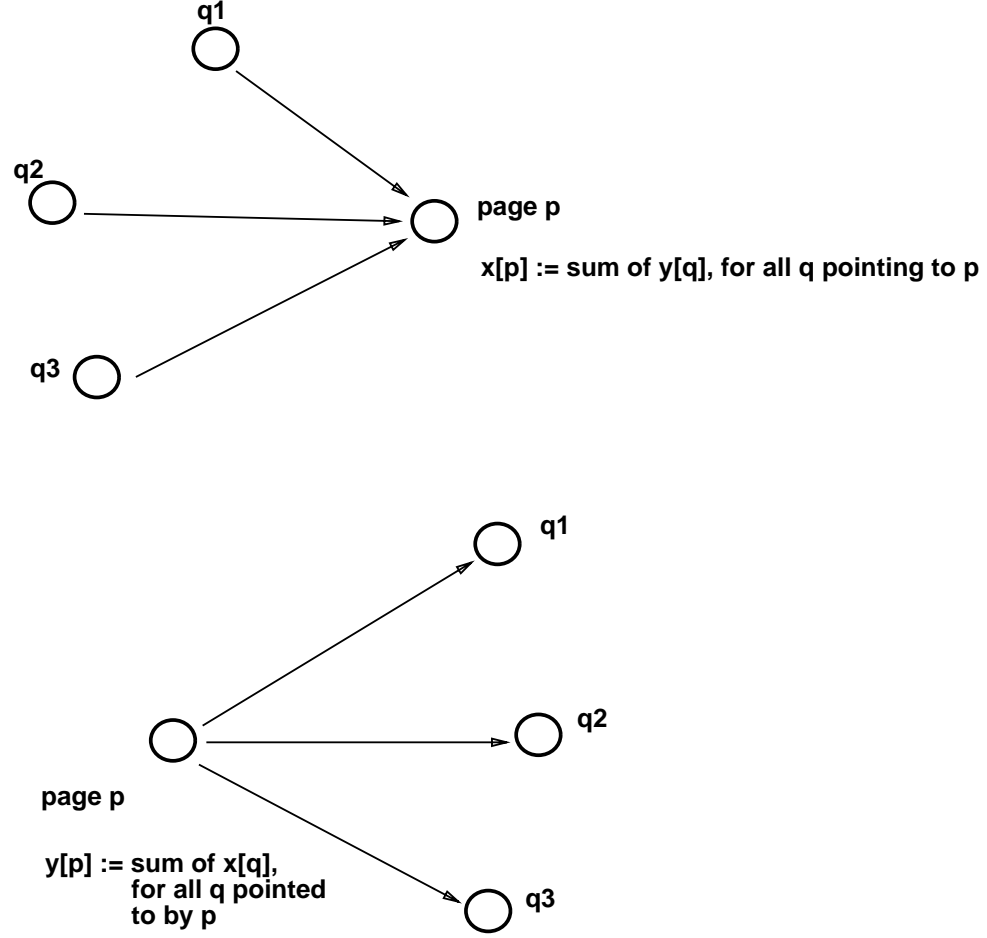 q1
q2
page p
x[p] := sum of y[q], for all q pointing to p
q3
q1
q2
page p
y[p] := sum of x[q],
for all q pointed
to by p
q3